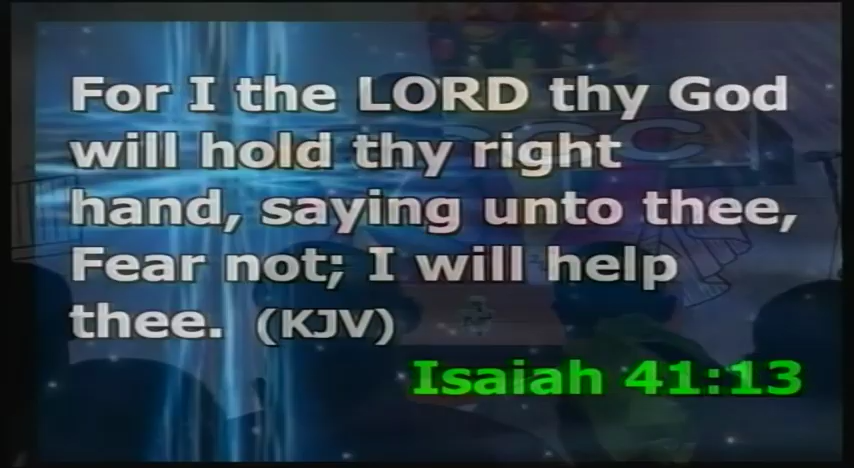 For I the LORD thy God
will hold thy right
hand, saying unto thee,
Fear not; I will help
thee. (KJV)
Isaiah 41:13